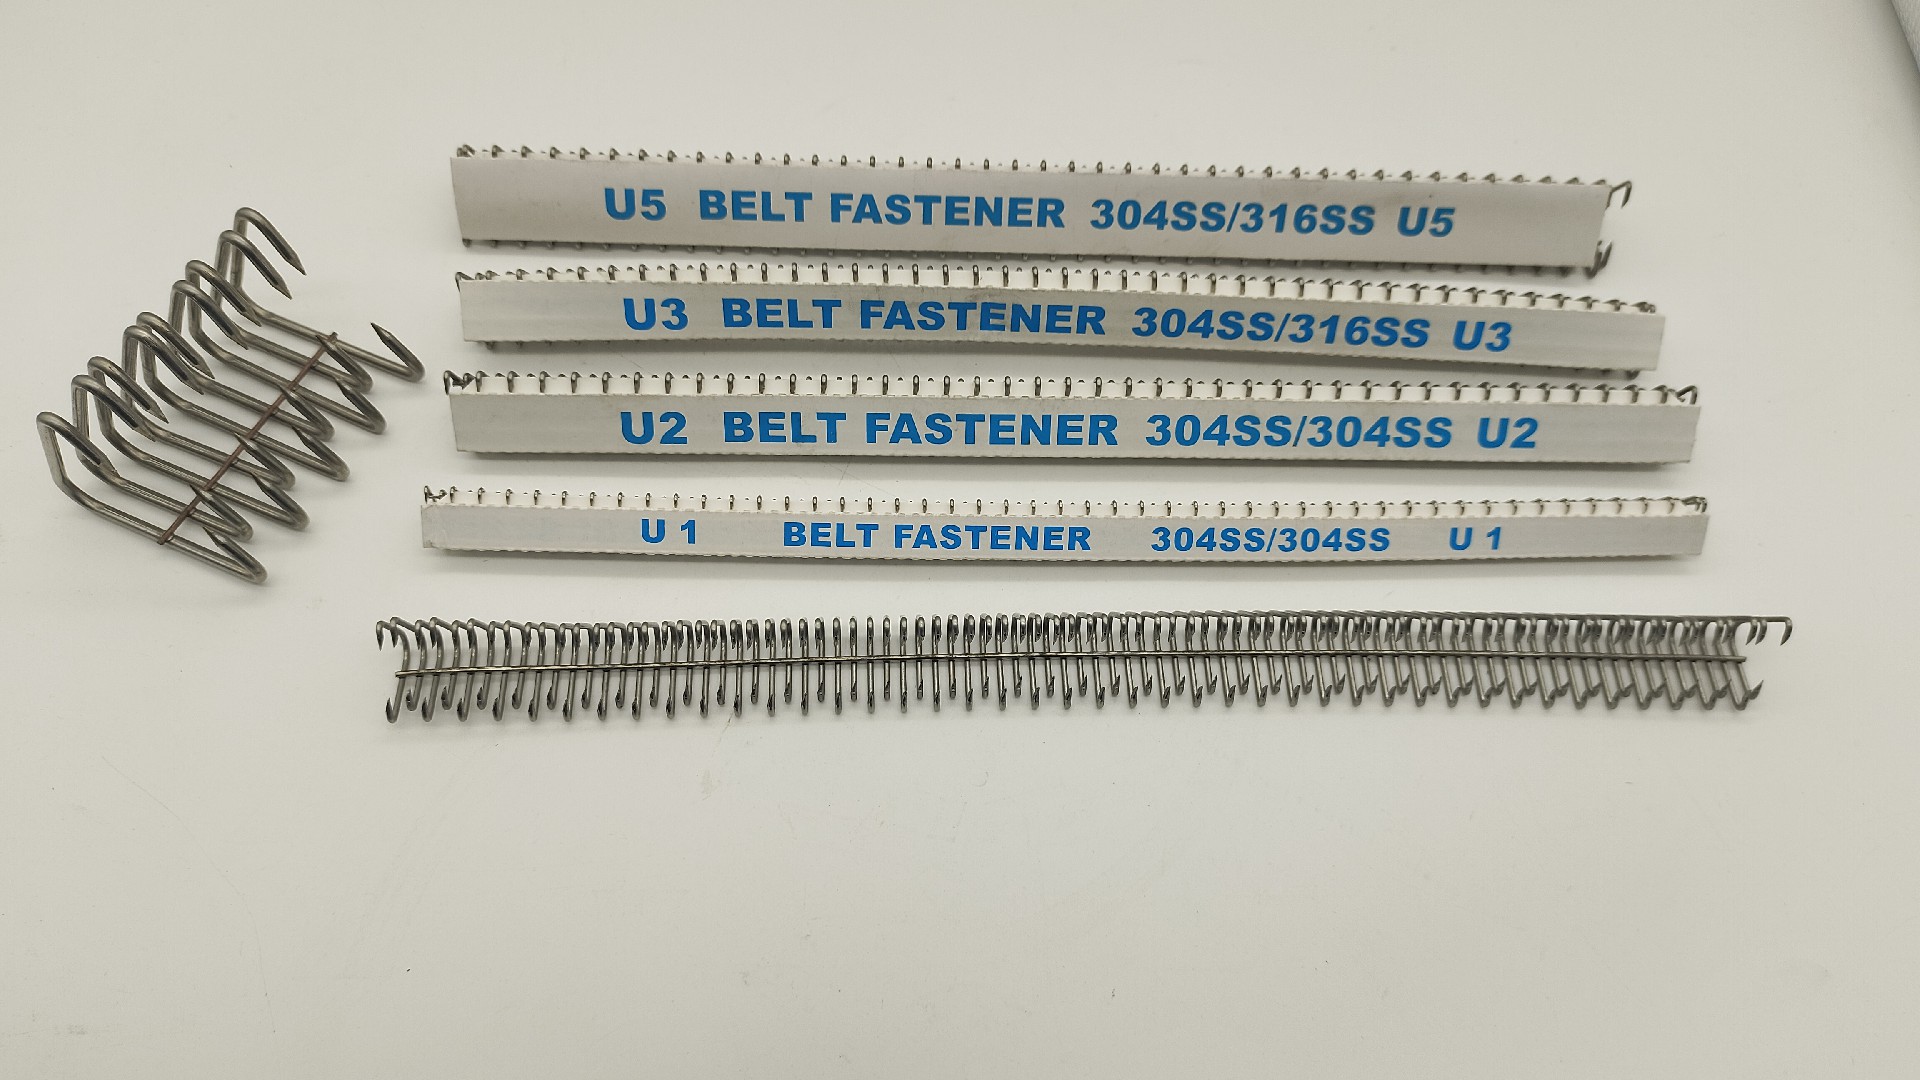 U5 BELT FASTENER 304SS/316SS U5
U3 BELT FASTENER 304SS/316SS U3
U2 BELT FASTENER 304SS/304SS U2
U 1 BELT FASTENER 304SS/304SS U 1